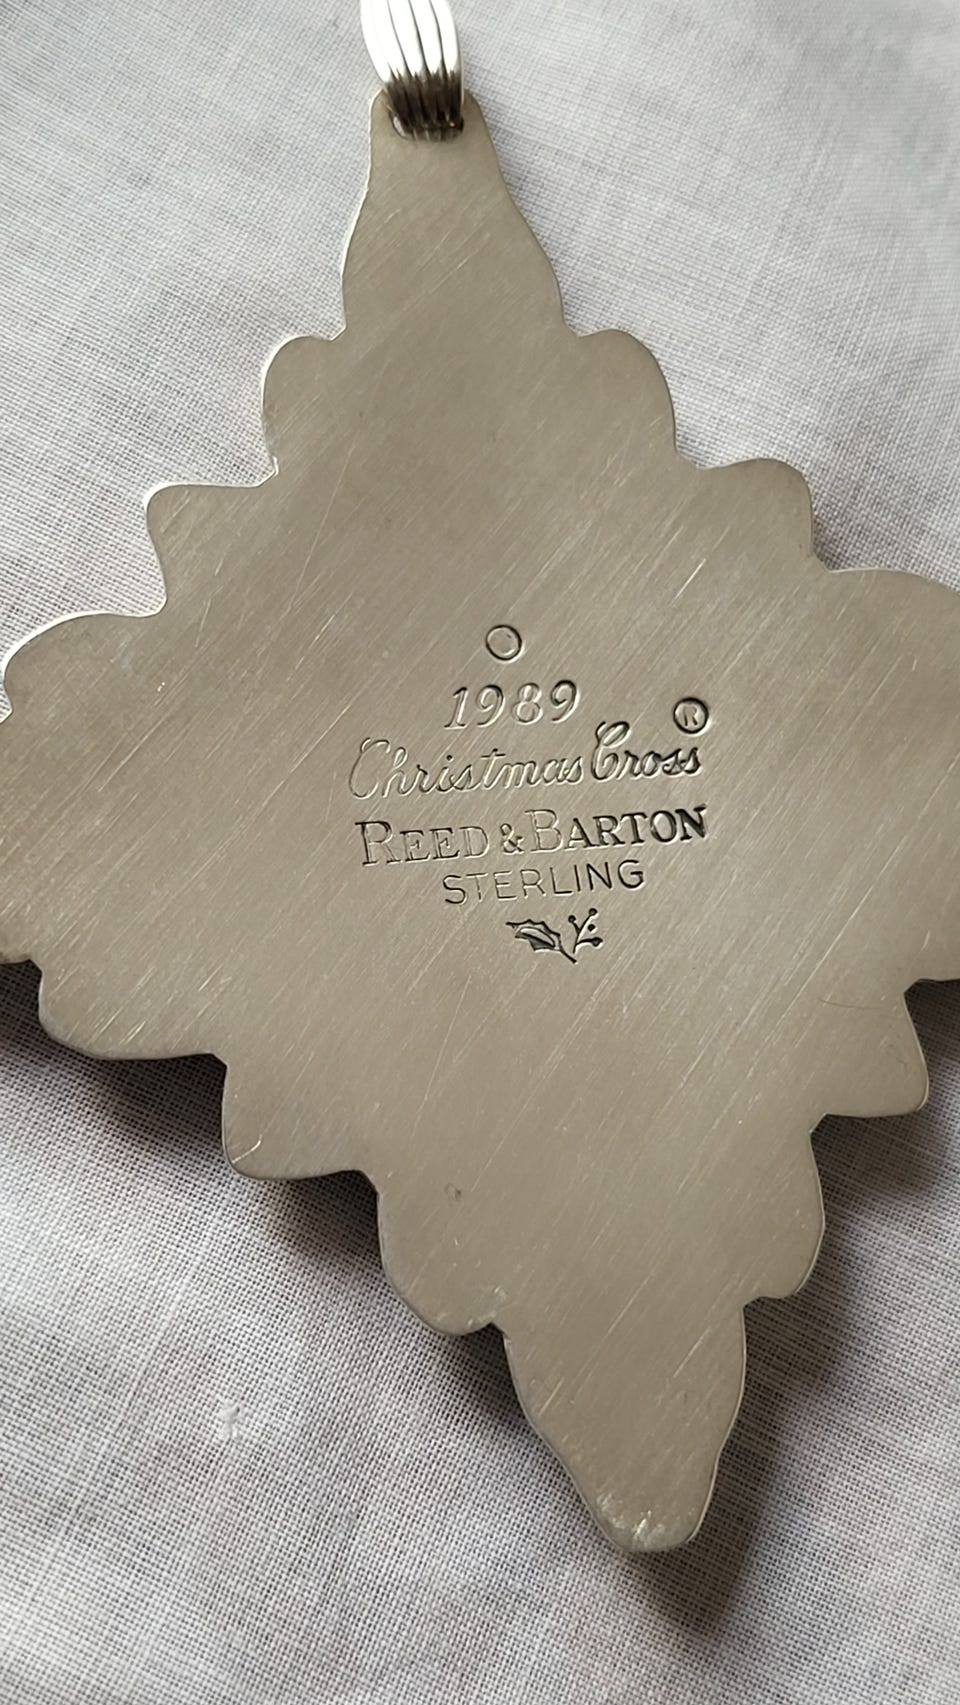 1989
Christmas Cross ®
REED & BARTON
STERLING